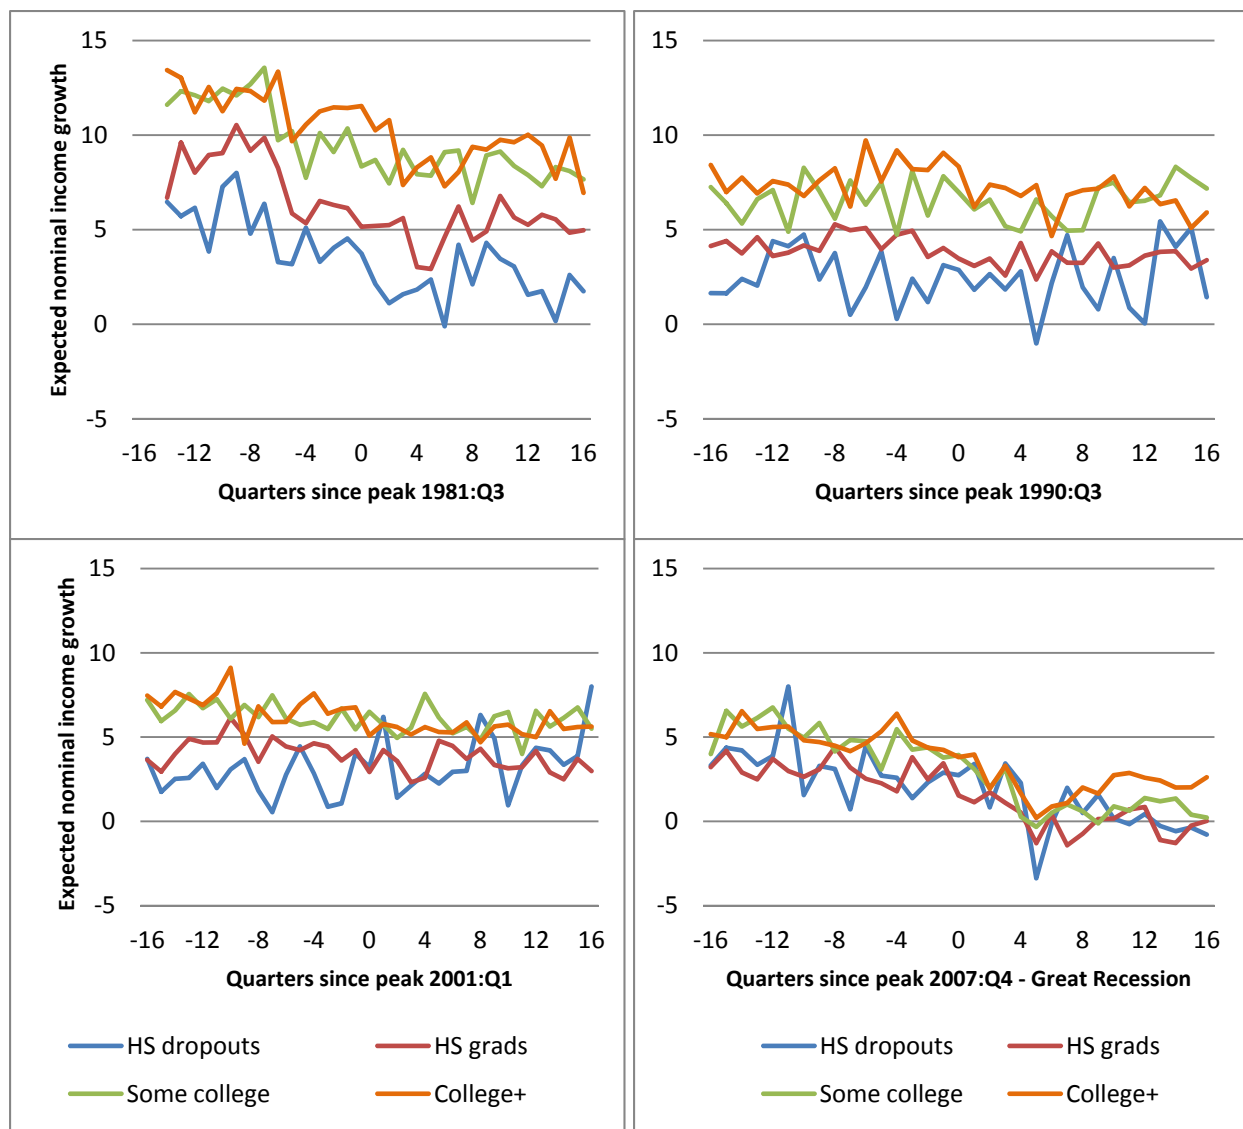 Expected nominal income growth
15
10
5
0
-5
-16 -12 -8 -4 0 4 8 12 16
Quarters since peak 1981:Q3
15
10
5
0
-5
-16 -12 -8 -4 0 4 8 12 16
Quarters since peak 1990:Q3
Expected nominal income growth
15
10
5
0
-5
-16 -12 -8 -4 0 4 8 12 16
Quarters since peak 2001:Q1
HS dropouts HS grads
Some college College+
15
10
5
0
-5
-16 -12 -8 -4 0 4 8 12 16
Quarters since peak 2007:Q4 - Great Recession
HS dropouts HS grads
Some college College+